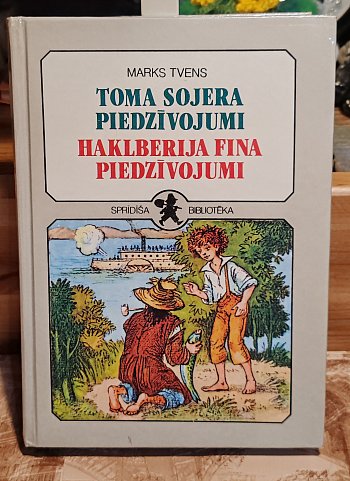 MARKS TVENS
TOMA SOJERA
PIEDZĪVOJUMI
HAKLBERIJA FINA
PIEDZĪVOJUMI
SPRĪDĪŠA BIBLIOTĒKA